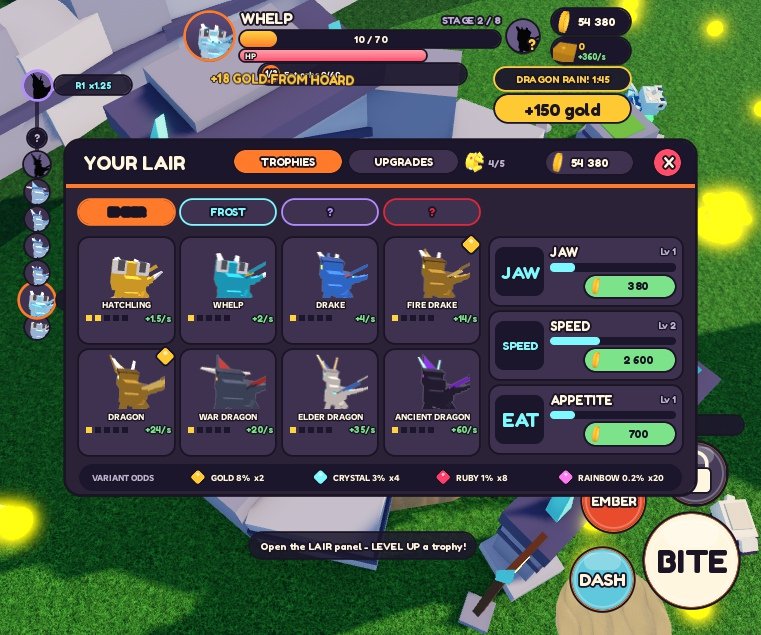 WHELP
STAGE 2 / 8
10 / 70
HP
+18 GOLD FROM HOARD
54 380
0
+360/s
DRAGON RAIN! 1:45
+150 gold
R1 x1.25
?
?
YOUR LAIR
TROPHIES
UPGRADES
4/5
54 380
X
FROST
?
?
HATCHLING
+1.5/s
WHELP
+2/s
DRAKE
+4/s
FIRE DRAKE
+14/s
DRAGON
+24/s
WAR DRAGON
+20/s
ELDER DRAGON
+35/s
ANCIENT DRAGON
+60/s
JAW
JAW
Lv 1
380
SPEED
SPEED
Lv 2
2 600
EAT
APPETITE
Lv 1
700
VARIANT ODDS
GOLD 8% x2
CRYSTAL 3% x4
RUBY 1% x8
RAINBOW 0.2% x20
EMBER
Open the LAIR panel - LEVEL UP a trophy!
DASH
BITE